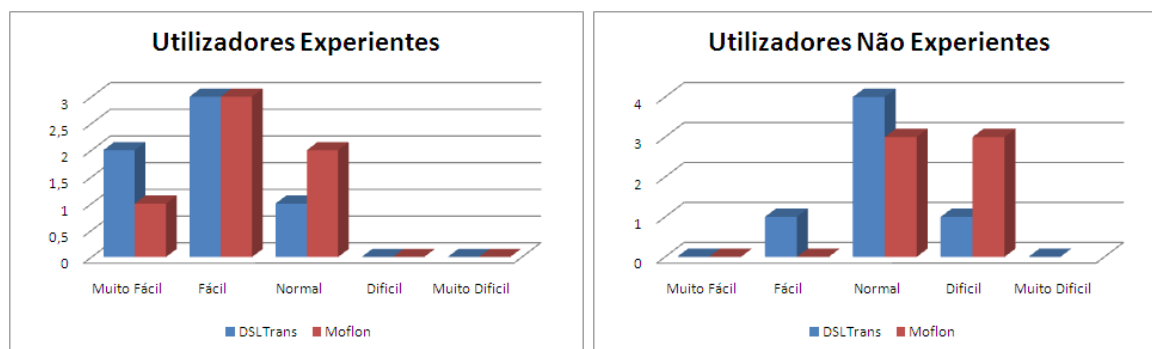 Utilizadores Experientes
3
2,5
2
1,5
1
0,5
0
Muito Fácil Fácil Normal Dificil Muito Dificil
DSLTrans Moflon
Utilizadores Não Experientes
4
3
2
1
0
Muito Fácil Fácil Normal Dificil Muito Dificil
DSLTrans Moflon